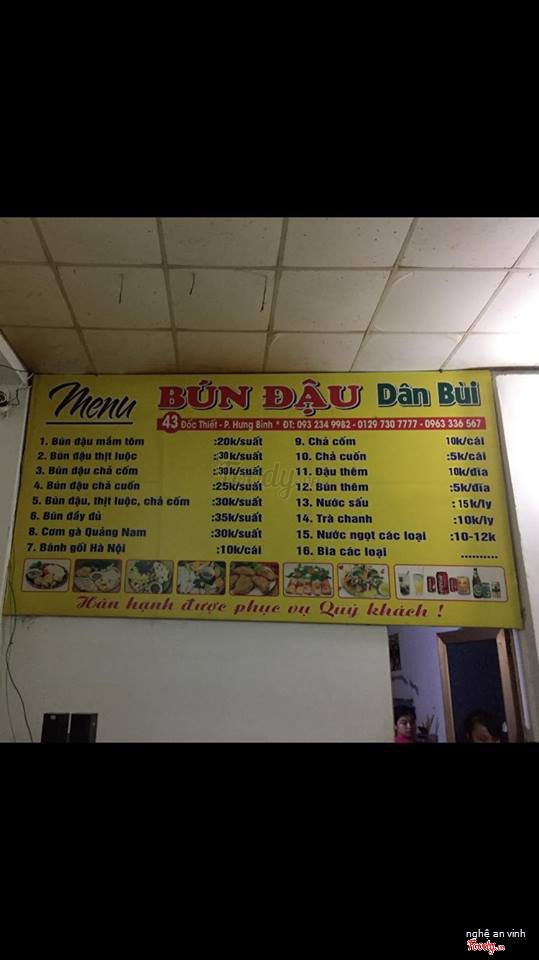 Menu BÚN ĐẬU Dân Bùi
43 Đốc Thiết - P. Hưng Bình * ĐT: 093 234 9982 - 0129 730 7777 - 0963 336 567
1. Bún đậu mắm tôm :20k/suất
2. Bún đậu thịt luộc :30k/suất
3. Bún đậu chả cốm :30k/suất
4. Bún đậu chả cuốn :25k/suất
5. Bún đậu, thịt luộc, chả cốm :30k/suất
6. Bún đầy đủ :35k/suất
8. Cơm gà Quảng Nam :30k/suất
7. Bánh gối Hà Nội :10k/cái
9. Chả cốm 10k/cái
10. Chả cuốn :5k/cái
11. Đậu thêm 10k/đĩa
12. Bún thêm :5k/đĩa
13. Nước sấu : 15k/ly
14. Trà chanh :10k/ly
15. Nước ngọt các loại :10-12k
16. Bia các loại ..........
Hân hạnh được phục vụ Quý khách !
Foody.vn
nghệ an vinh
Foody.vn